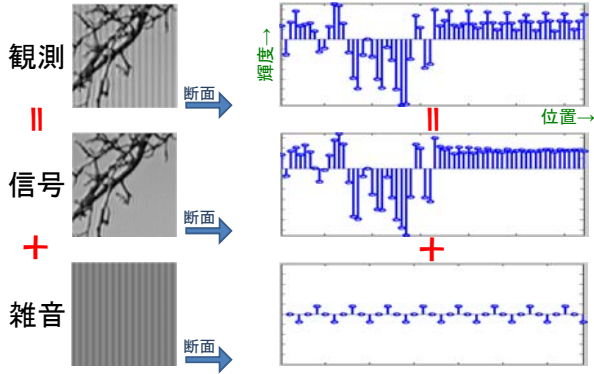 観測
断面
輝度→
位置→
=
信号
断面
=
+
雑音
断面
+